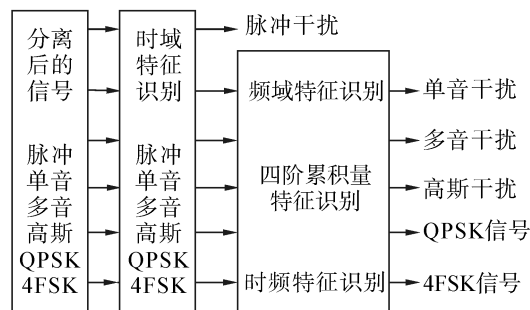 分离
后的
信号
脉冲
单音
多音
高斯
QPSK
4FSK
时域
特征
识别
脉冲
单音
多音
高斯
QPSK
4FSK
脉冲干扰
频域特征识别
四阶累积量
特征识别
时频特征识别
单音干扰
多音干扰
高斯干扰
QPSK信号
4FSK信号